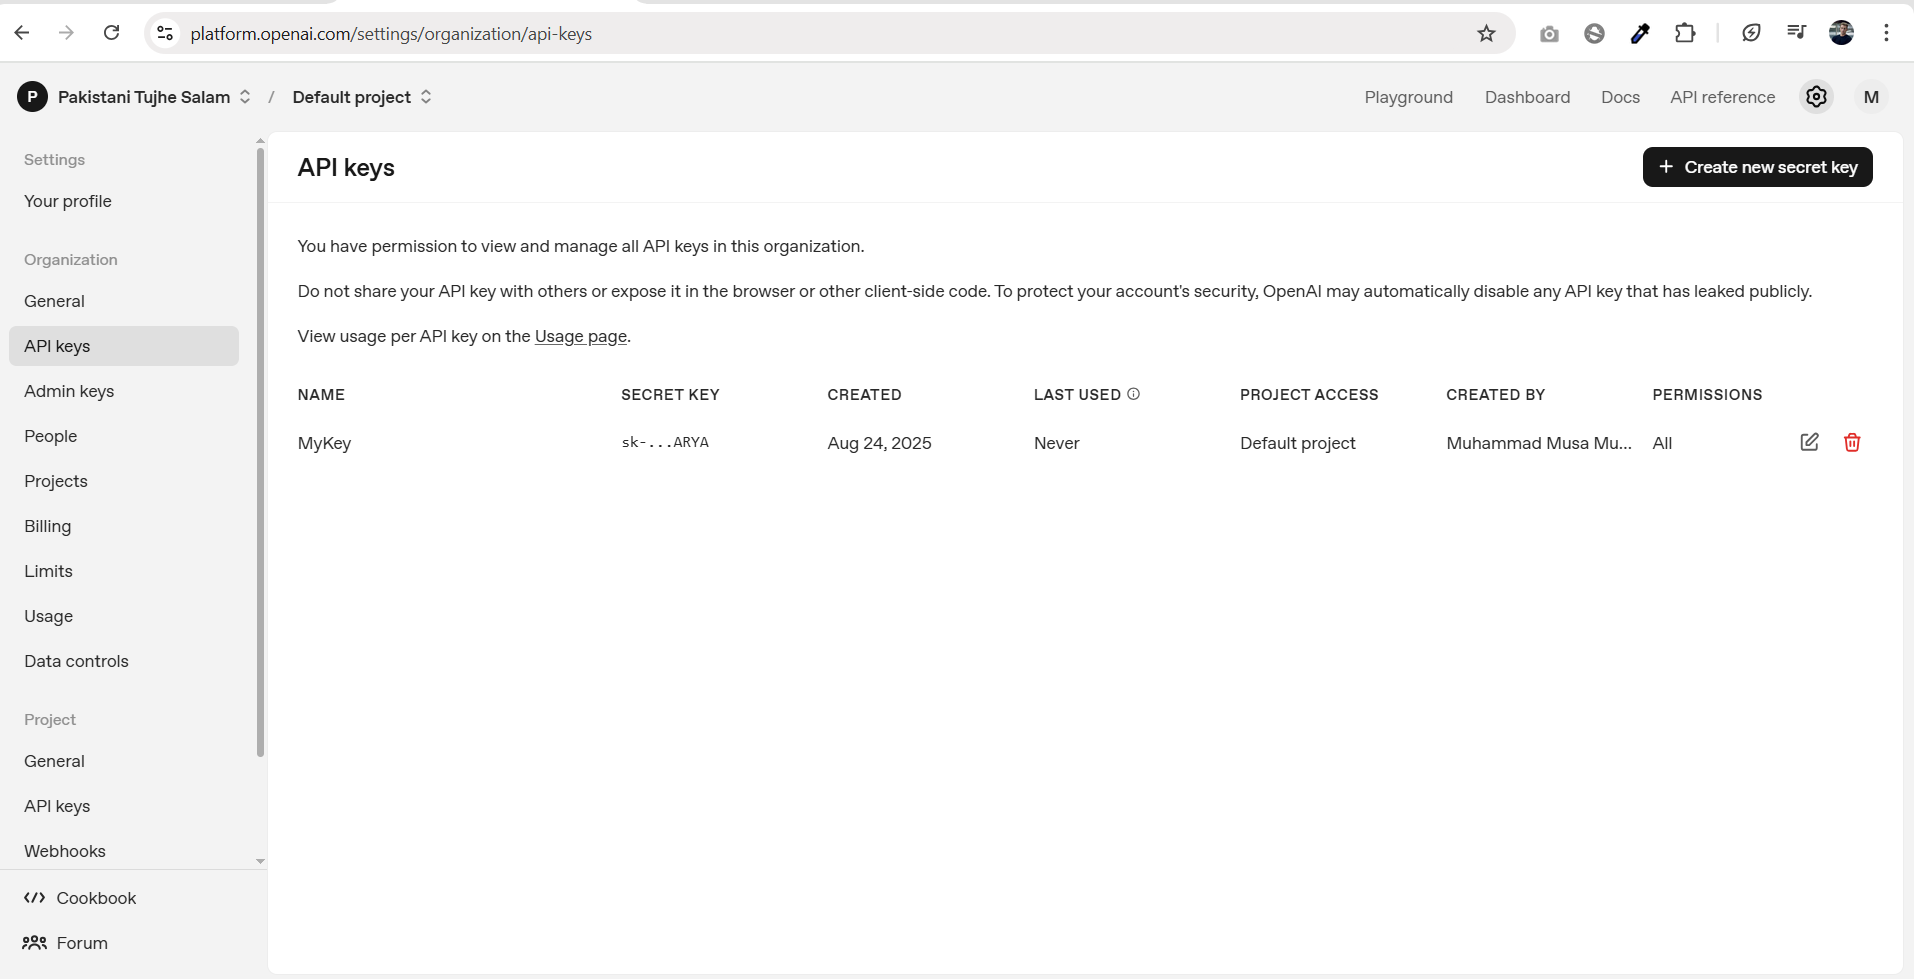 platform.openai.com/settings/organization/api-keys
P Pakistani Tujhe Salam / Default project Playground Dashboard Docs API reference M
Settings
Your profile
Organization
General
API keys
Admin keys
People
Projects
Billing
Limits
Usage
Data controls
Project
General
API keys
Webhooks
Cookbook
Forum
API keys
+ Create new secret key
You have permission to view and manage all API keys in this organization.
Do not share your API key with others or expose it in the browser or other client-side code. To protect your account's security, OpenAI may automatically disable any API key that has leaked publicly.
View usage per API key on the Usage page.
NAME SECRET KEY CREATED LAST USED PROJECT ACCESS CREATED BY PERMISSIONS
MyKey sk-...ARYA Aug 24, 2025 Never Default project Muhammad Musa Mu... All